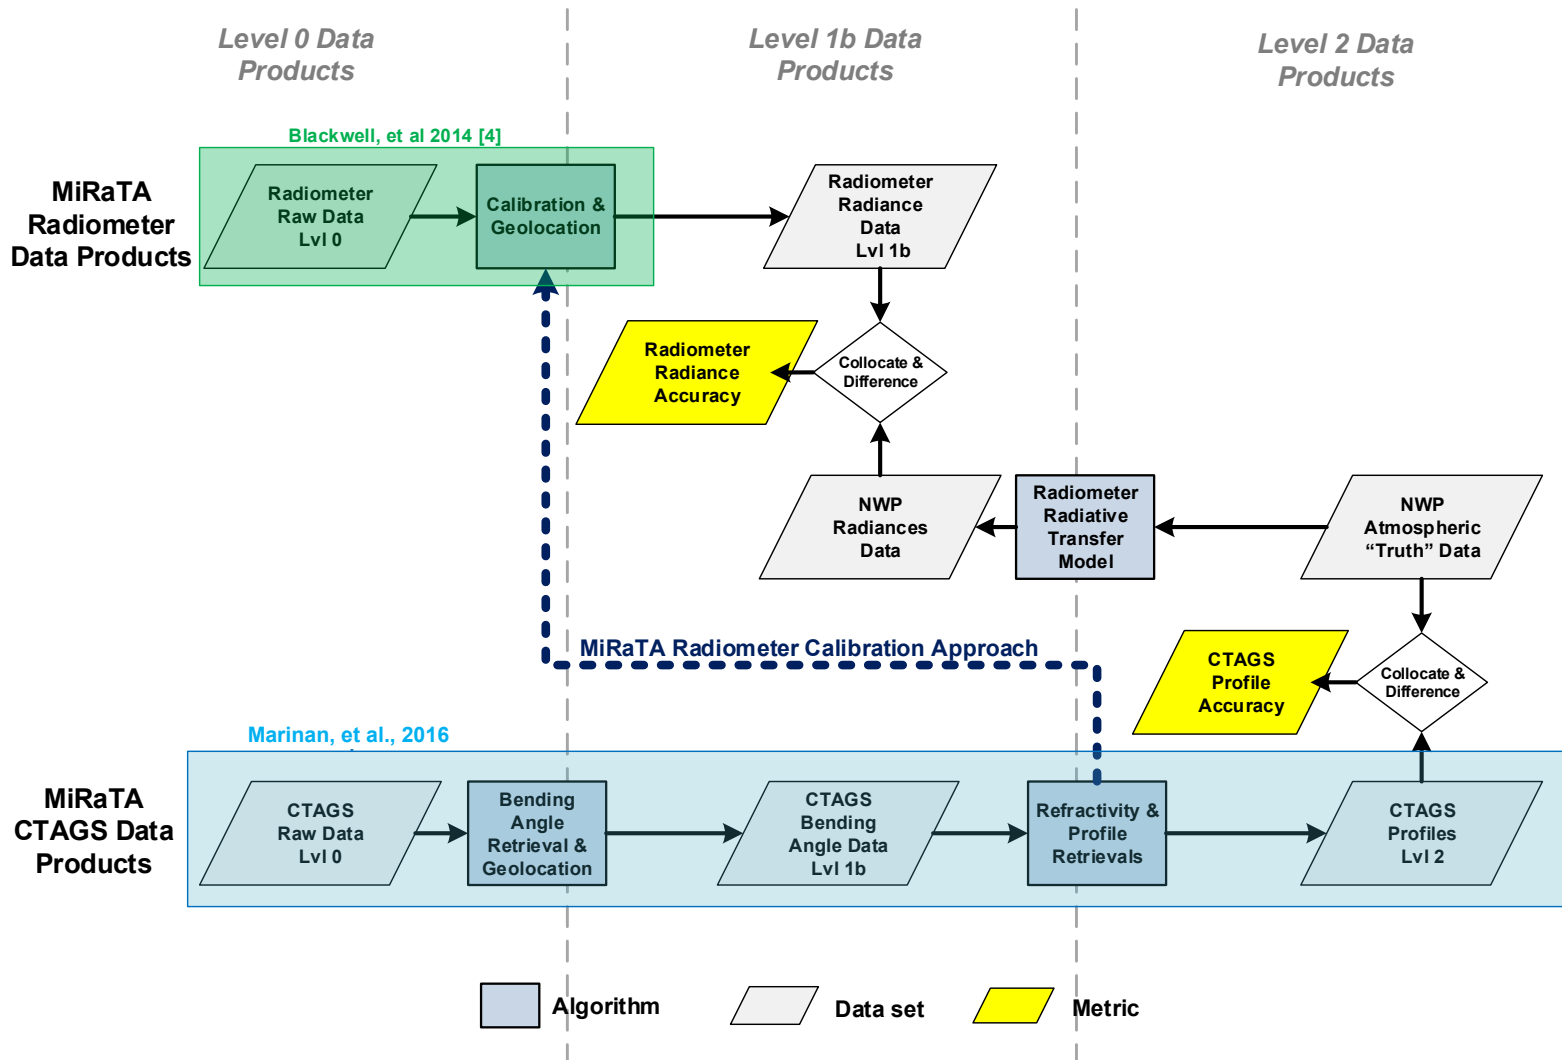 Level 0 Data
Products
Level 1b Data
Products
Level 2 Data
Products
Blackwell, et al 2014 [4]
MiRaTA
Radiometer
Data Products
Radiometer
Raw Data
Lvl 0
Calibration &
Geolocation
Radiometer
Radiance
Data
Lvl 1b
Radiometer
Radiance
Accuracy
Collocate &
Difference
NWP
Radiances
Data
Radiometer
Radiative
Transfer
Model
NWP
Atmospheric
“Truth” Data
MiRaTA Radiometer Calibration Approach
CTAGS
Profile
Accuracy
Collocate &
Difference
Marinan, et al., 2016
MiRaTA
CTAGS Data
Products
CTAGS
Raw Data
Lvl 0
Bending
Angle
Retrieval &
Geolocation
CTAGS
Bending
Angle Data
Lvl 1b
Refractivity &
Profile
Retrievals
CTAGS
Profiles
Lvl 2
Algorithm
Data set
Metric